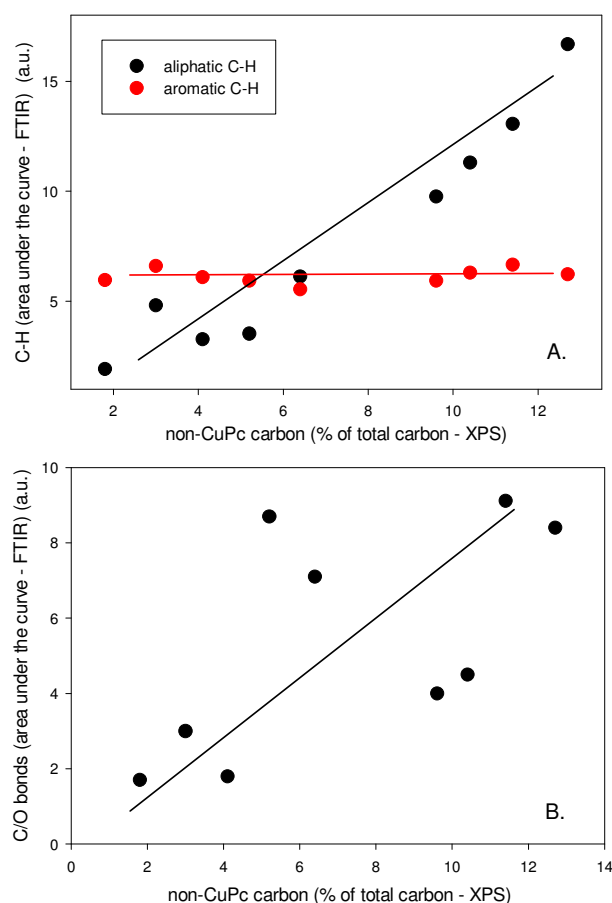 aliphatic C-H
aromatic C-H
C-H (area under the curve - FTIR) (a.u.)
15
10
5
A.
2 4 6 8 10 12
non-CuPc carbon (% of total carbon - XPS)
C/O bonds (area under the curve - FTIR) (a.u.)
10
8
6
4
2
0
B.
0 2 4 6 8 10 12 14
non-CuPc carbon (% of total carbon - XPS)